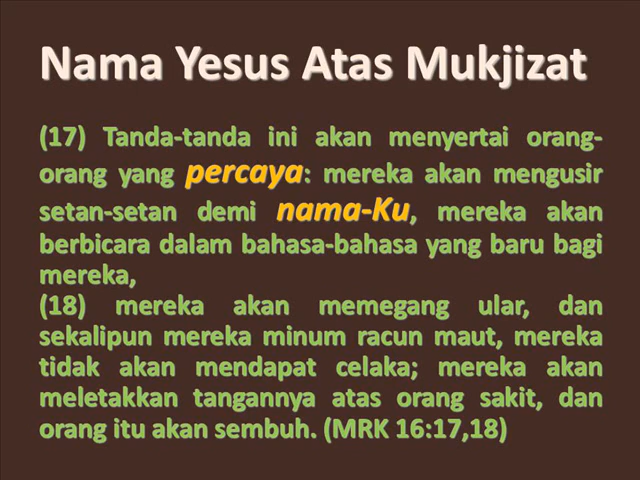 Nama Yesus Atas Mukjizat
(17) Tanda-tanda ini akan menyertai orang-
orang yang percaya: mereka akan mengusir
setan-setan demi nama-Ku, mereka akan
berbicara dalam bahasa-bahasa yang baru bagi
mereka,
(18) mereka akan memegang ular, dan
sekalipun mereka minum racun maut, mereka
tidak akan mendapat celaka; mereka akan
meletakkan tangannya atas orang sakit, dan
orang itu akan sembuh. (MRK 16:17,18)